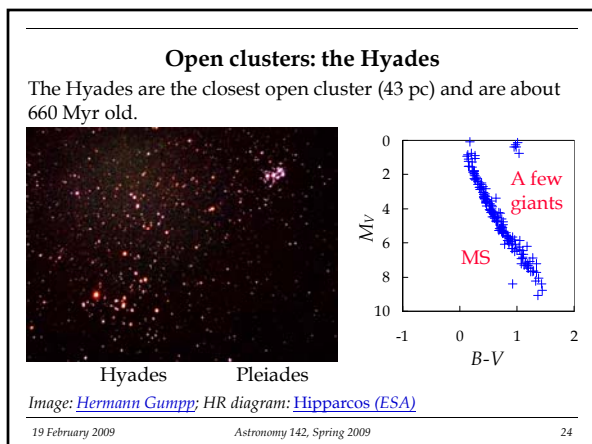 Open clusters: the Hyades
The Hyades are the closest open cluster (43 pc) and are about
660 Myr old.
0
2
4
6
8
10
M_V
A few
giants
MS
-1 0 1 2
B-V
Hyades Pleiades
Image: Hermann Gumpp; HR diagram: Hipparcos (ESA)
19 February 2009 Astronomy 142, Spring 2009 24